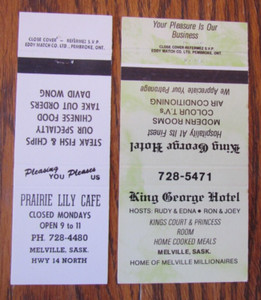 CLOSE COVER - REFERMEZ S.V.P.
EDDY MATCH CO. LTD., PEMBROKE, ONT.
STEAK FISH & CHIPS
OUR SPECIALTY
CHINESE FOOD
TAKE OUT ORDERS
DAVID WONG
Pleasing
YOU Pleases
US
PRAIRIE LILY CAFE
CLOSED MONDAYS
OPEN 9 to 11
PH. 728-4480
MELVILLE, SASK.
HWY 14 NORTH
Your Pleasure Is Our
Business
CLOSE COVER-REFERMEZ S.V.P.
EDDY MATCH CO. LTD., PEMBROKE, ONT.
King George Hotel
Hospitality At Its Finest
MODERN ROOMS
COLOUR T.V's
AIR CONDITIONING
We Appreciate Your Patronage
728-5471
King George Hotel
HOSTS: RUDY & EDNA • RON & JOEY
KINGS COURT & PRINCESS
ROOM
HOME COOKED MEALS
MELVILLE, SASK.
HOME OF MELVILLE MILLIONAIRES